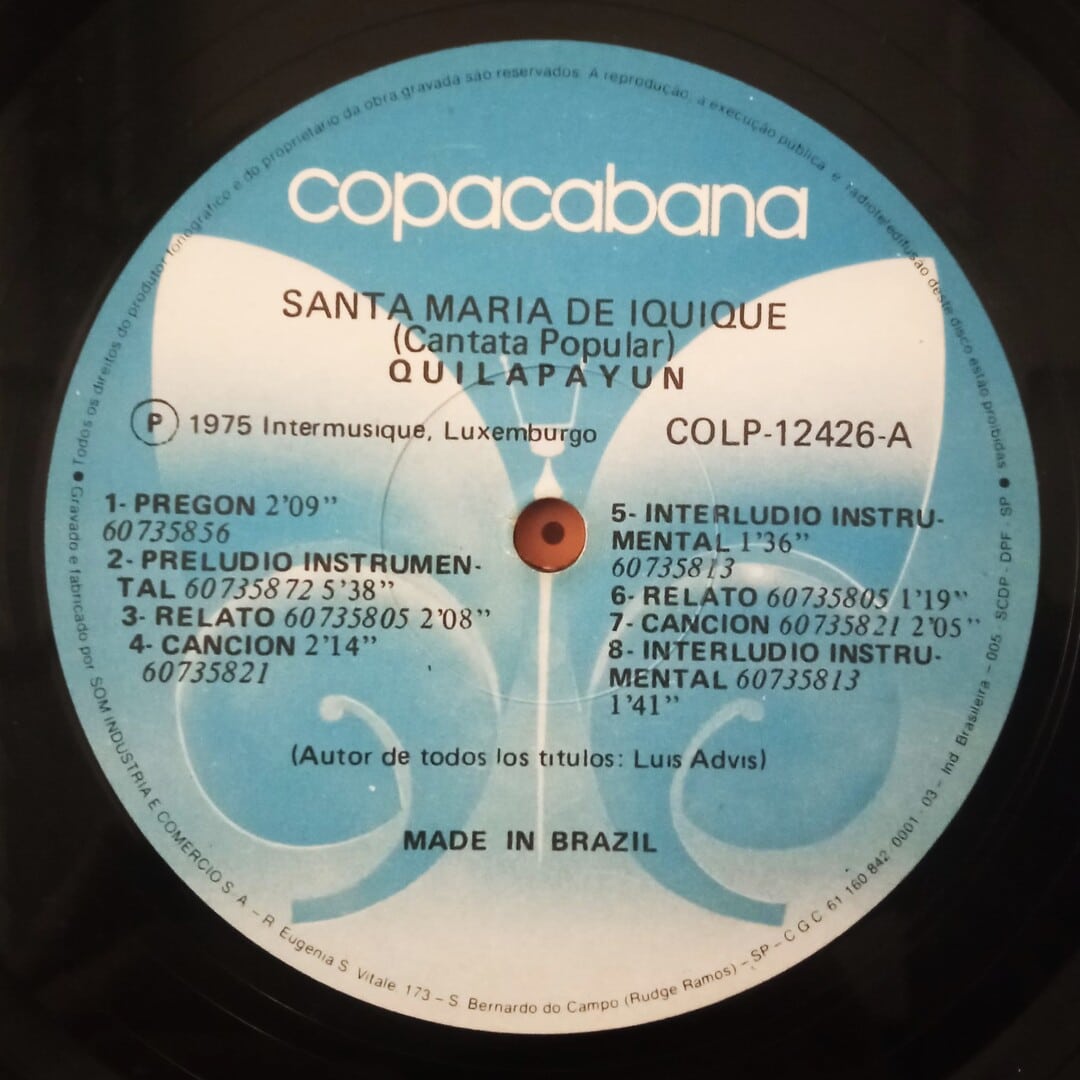 Todos os direitos do produtor fonográfico e do proprietário da obra gravada são reservados. A reprodução, a execução pública e radioteledifusão deste disco estão proibidas
copacabana
SANTA MARIA DE IQUIQUE
(Cantata Popular)
QUILAPAYUN
P 1975 Intermusique, Luxemburgo
COLP-12426-A
1- PREGON 2'09"
60735856
2- PRELUDIO INSTRUMEN-
TAL 60735872 5'38"
3- RELATO 60735805 2'08"
4- CANCION 2'14"
60735821
5- INTERLUDIO INSTRU-
MENTAL 1'36"
60735813
6- RELATO 60735805 1'19"
7- CANCION 60735821 2'05"
8- INTERLUDIO INSTRU-
MENTAL 60735813
1'41"
(Autor de todos los titulos: Luis Advis)
MADE IN BRAZIL
Gravado e fabricado por SOM INDUSTRIA E COMERCIO S. A. – R Eugenia S Vitale 173 – S Bernardo do Campo (Rudge Ramos) – SP – C G C 61 160 842 0001 - 03 – Ind Brasileira – 005 SCDP - DPF - SP